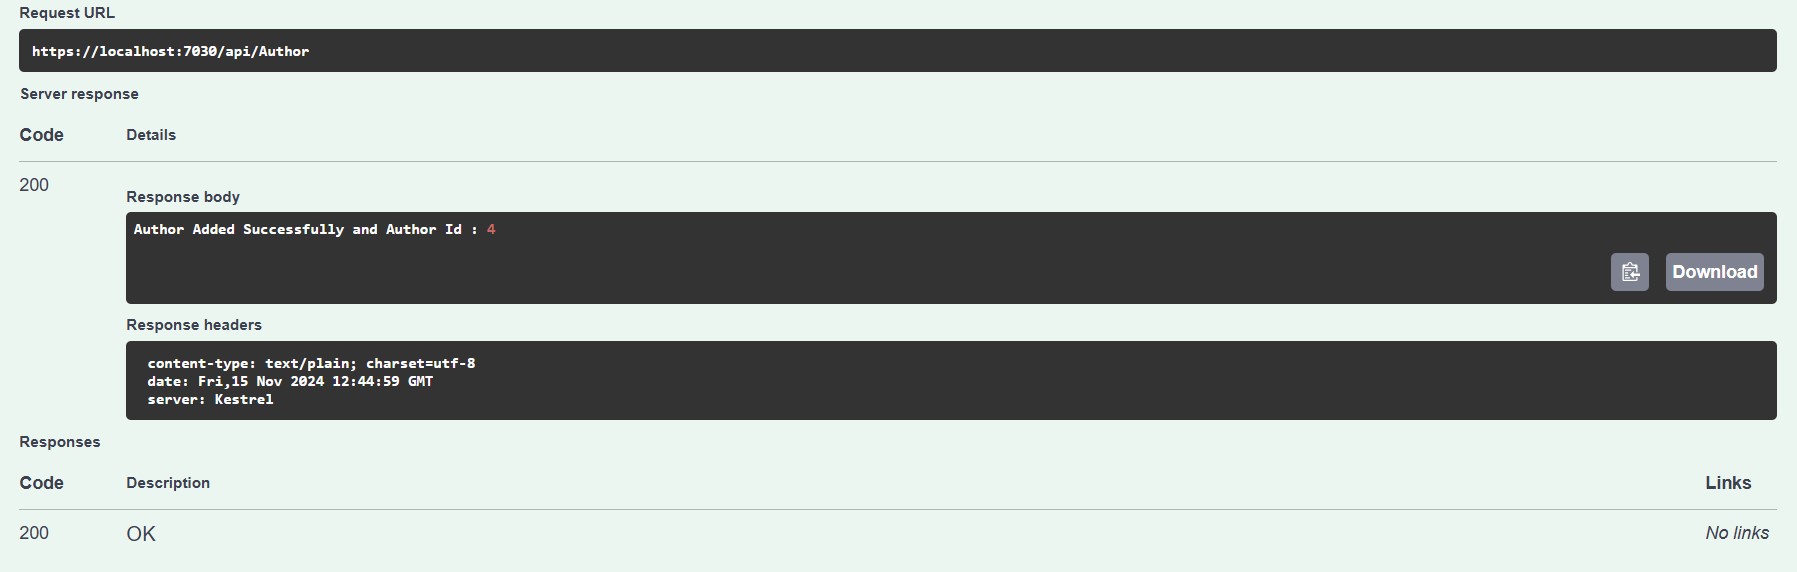 Request URL
https://localhost:7030/api/Author
Server response
Code Details
200
Response body
Author Added Successfully and Author Id : 4
Download
Response headers
content-type: text/plain; charset=utf-8
date: Fri,15 Nov 2024 12:44:59 GMT
server: Kestrel
Responses
Code Description Links
200 OK No links